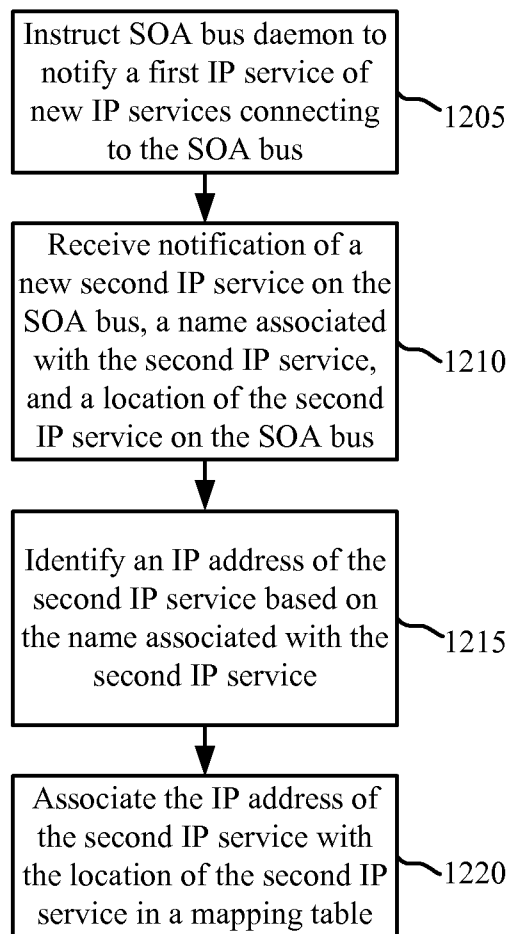 Instruct SOA bus daemon to
notify a first IP service of
new IP services connecting
to the SOA bus
1205
Receive notification of a
new second IP service on the
SOA bus, a name associated
with the second IP service,
and a location of the second
IP service on the SOA bus
1210
Identify an IP address of the
second IP service based on
the name associated with the
second IP service
1215
Associate the IP address of
the second IP service with
the location of the second IP
service in a mapping table
1220